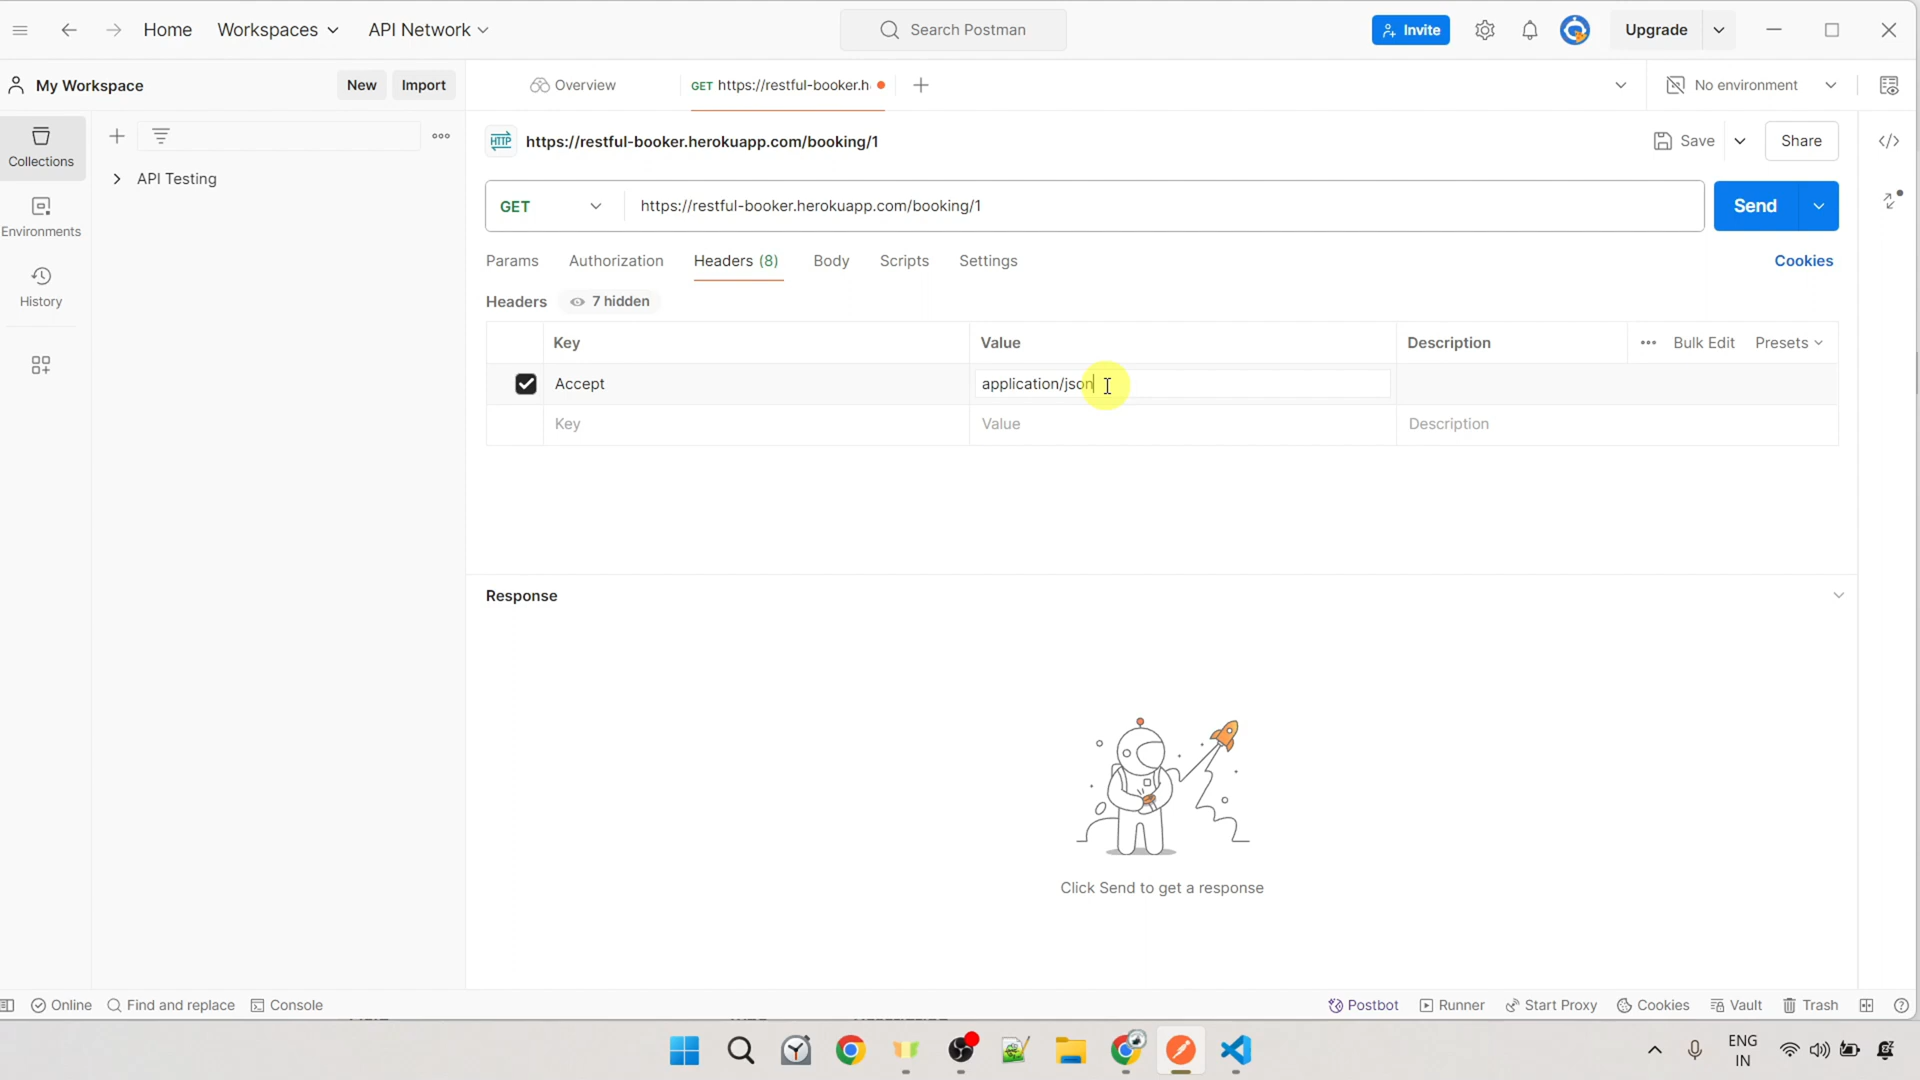 Home
Workspaces
API Network
Search Postman
Invite
Upgrade
My Workspace
New
Import
Overview
GET https://restful-booker.h
No environment
Collections
HTTP https://restful-booker.herokuapp.com/booking/1
Save
Share
API Testing
GET
https://restful-booker.herokuapp.com/booking/1
Send
Environments
Params
Authorization
Headers (8)
Body
Scripts
Settings
Cookies
History
Headers
7 hidden
Key
Value
Description
Bulk Edit
Presets
Accept
application/json
Key
Value
Description
Response
Click Send to get a response
Online
Find and replace
Console
Postbot
Runner
Start Proxy
Cookies
Vault
Trash
ENG
IN